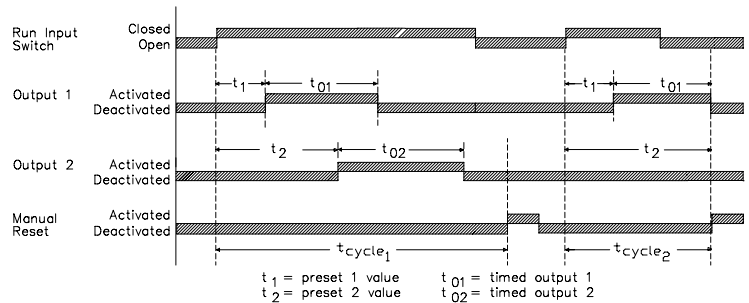 Run Input Switch
Closed
Open
t1
t01
t1
t01
Output 1
Activated
Deactivated
t2
t02
t2
Output 2
Activated
Deactivated
Manual Reset
Activated
Deactivated
tcycle1
tcycle2
t1 = preset 1 value
t01 = timed output 1
t2 = preset 2 value
t02 = timed output 2